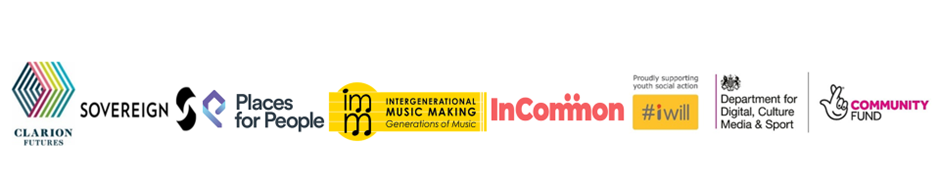 CLARION
FUTURES
SOVEREIGN
Places
for People
imm
INTERGENERATIONAL
MUSIC MAKING
Generations of Music
InCommon
Proudly supporting
youth social action
#iwill
Department for
Digital, Culture
Media & Sport
COMMUNITY
FUND